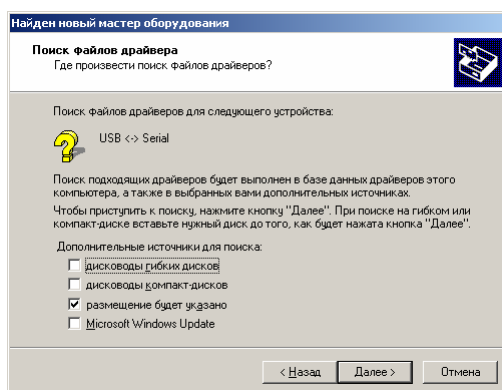 Найден новый мастер оборудования
Поиск файлов драйвера
Где произвести поиск файлов драйверов?
Поиск файлов драйверов для следующего устройства:
USB <-> Serial
Поиск подходящих драйверов будет выполнен в базе данных драйверов этого
компьютера, а также в выбранных вами дополнительных источниках.
Чтобы приступить к поиску, нажмите кнопку "Далее". При поиске на гибком или
компакт-диске вставьте нужный диск до того, как будет нажата кнопка "Далее".
Дополнительные источники для поиска:
дисководы гибких дисков
дисководы компакт-дисков
размещение будет указано
Microsoft Windows Update
< Назад
Далее >
Отмена